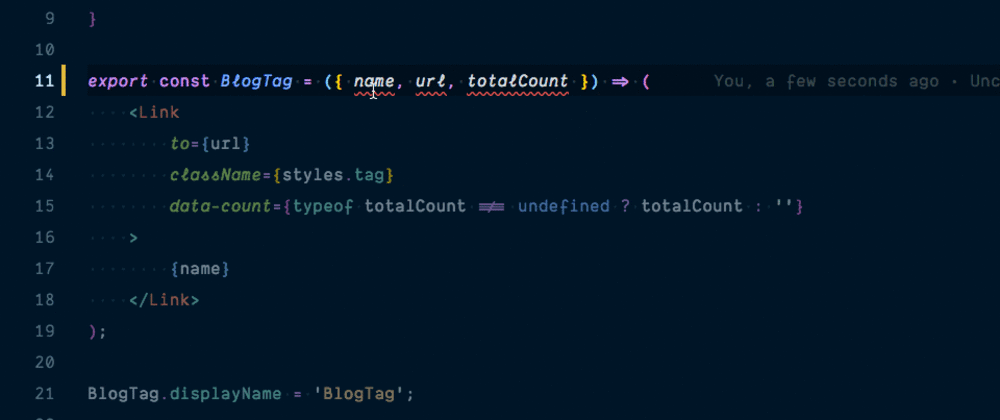 9 }
10
11 export const BlogTag = ({ name, url, totalCount }) => ( You, a few seconds ago • Unc
12 <Link
13 to={url}
14 className={styles.tag}
15 data-count={typeof totalCount !== undefined ? totalCount : ''}
16 >
17 {name}
18 </Link>
19 );
20
21 BlogTag.displayName = 'BlogTag';